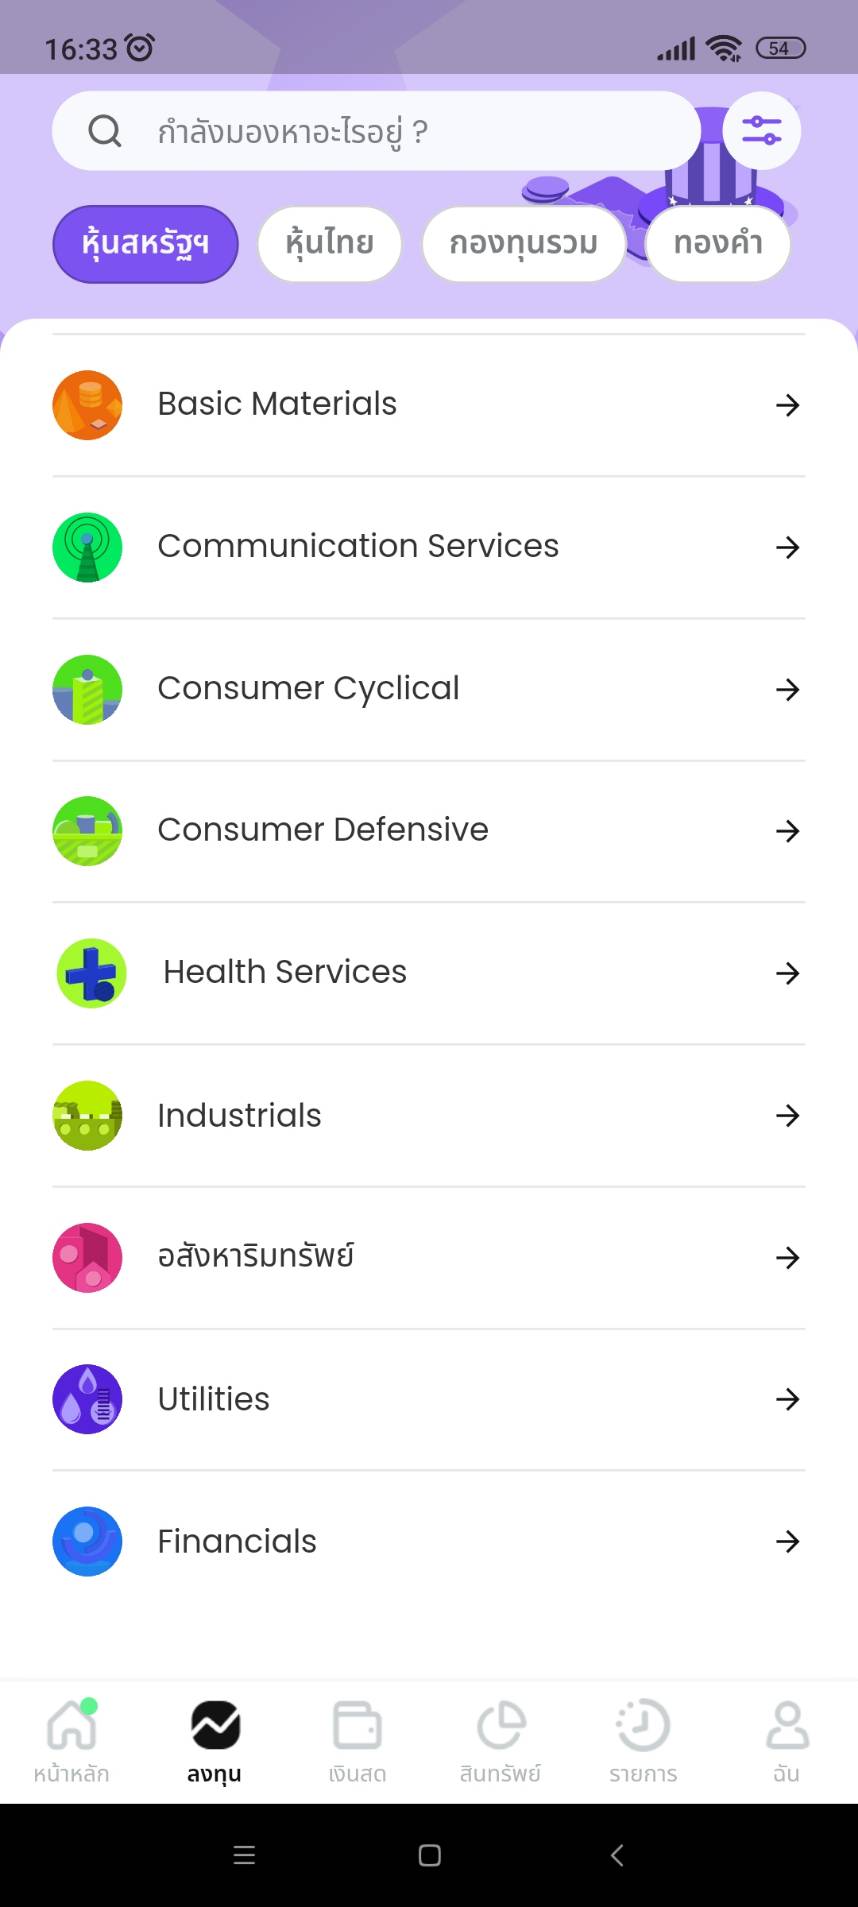 16:33
54
กำลังมองหาอะไรอยู่ ?
หุ้นสหรัฐฯ หุ้นไทย กองทุนรวม ทองคำ
Basic Materials
Communication Services
Consumer Cyclical
Consumer Defensive
Health Services
Industrials
อสังหาริมทรัพย์
Utilities
Financials
หน้าหลัก ลงทุน เงินสด สินทรัพย์ รายการ ฉัน